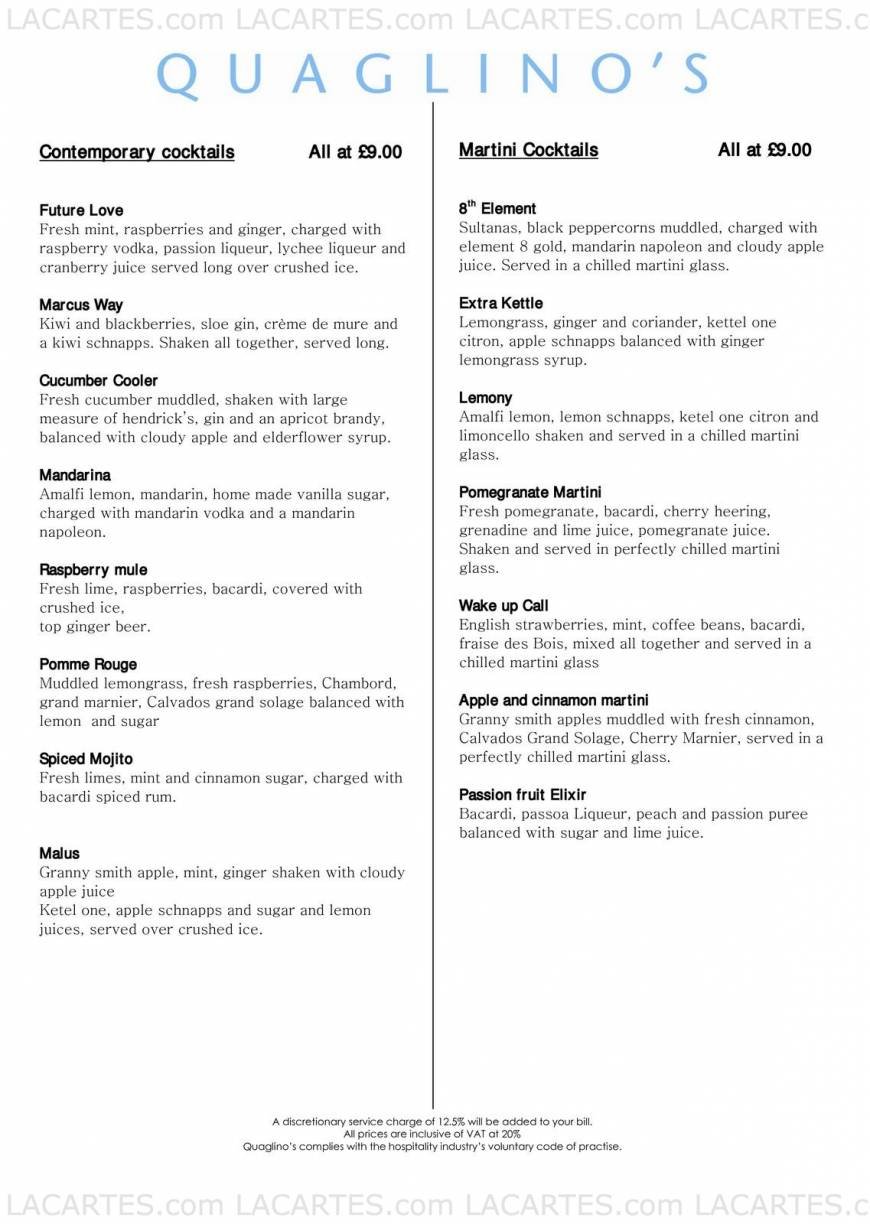 LACARTES.com LACARTES.com LACARTES.com LACARTES.c
QUAGLINO'S
Contemporary cocktails All at £9.00
Future Love
Fresh mint, raspberries and ginger, charged with
raspberry vodka, passion liqueur, lychee liqueur and
cranberry juice served long over crushed ice.
Marcus Way
Kiwi and blackberries, sloe gin, crème de mure and
a kiwi schnapps. Shaken all together, served long.
Cucumber Cooler
Fresh cucumber muddled, shaken with large
measure of hendrick's, gin and an apricot brandy,
balanced with cloudy apple and elderflower syrup.
Mandarina
Amalfi lemon, mandarin, home made vanilla sugar,
charged with mandarin vodka and a mandarin
napoleon.
Raspberry mule
Fresh lime, raspberries, bacardi, covered with
crushed ice,
top ginger beer.
Pomme Rouge
Muddled lemongrass, fresh raspberries, Chambord,
grand marnier, Calvados grand solage balanced with
lemon and sugar
Spiced Mojito
Fresh limes, mint and cinnamon sugar, charged with
bacardi spiced rum.
Malus
Granny smith apple, mint, ginger shaken with cloudy
apple juice
Ketel one, apple schnapps and sugar and lemon
juices, served over crushed ice.
Martini Cocktails All at £9.00
8th Element
Sultanas, black peppercorns muddled, charged with
element 8 gold, mandarin napoleon and cloudy apple
juice. Served in a chilled martini glass.
Extra Kettle
Lemongrass, ginger and coriander, kettel one
citron, apple schnapps balanced with ginger
lemongrass syrup.
Lemony
Amalfi lemon, lemon schnapps, ketel one citron and
limoncello shaken and served in a chilled martini
glass.
Pomegranate Martini
Fresh pomegranate, bacardi, cherry heering,
grenadine and lime juice, pomegranate juice.
Shaken and served in perfectly chilled martini
glass.
Wake up Call
English strawberries, mint, coffee beans, bacardi,
fraise des Bois, mixed all together and served in a
chilled martini glass
Apple and cinnamon martini
Granny smith apples muddled with fresh cinnamon,
Calvados Grand Solage, Cherry Marnier, served in a
perfectly chilled martini glass.
Passion fruit Elixir
Bacardi, passoa Liqueur, peach and passion puree
balanced with sugar and lime juice.
A discretionary service charge of 12.5% will be added to your bill.
All prices are inclusive of VAT at 20%
Quaglino's complies with the hospitality industry's voluntary code of practise.
LACARTES.com LACARTES.com LACARTES.com LACARTES.c